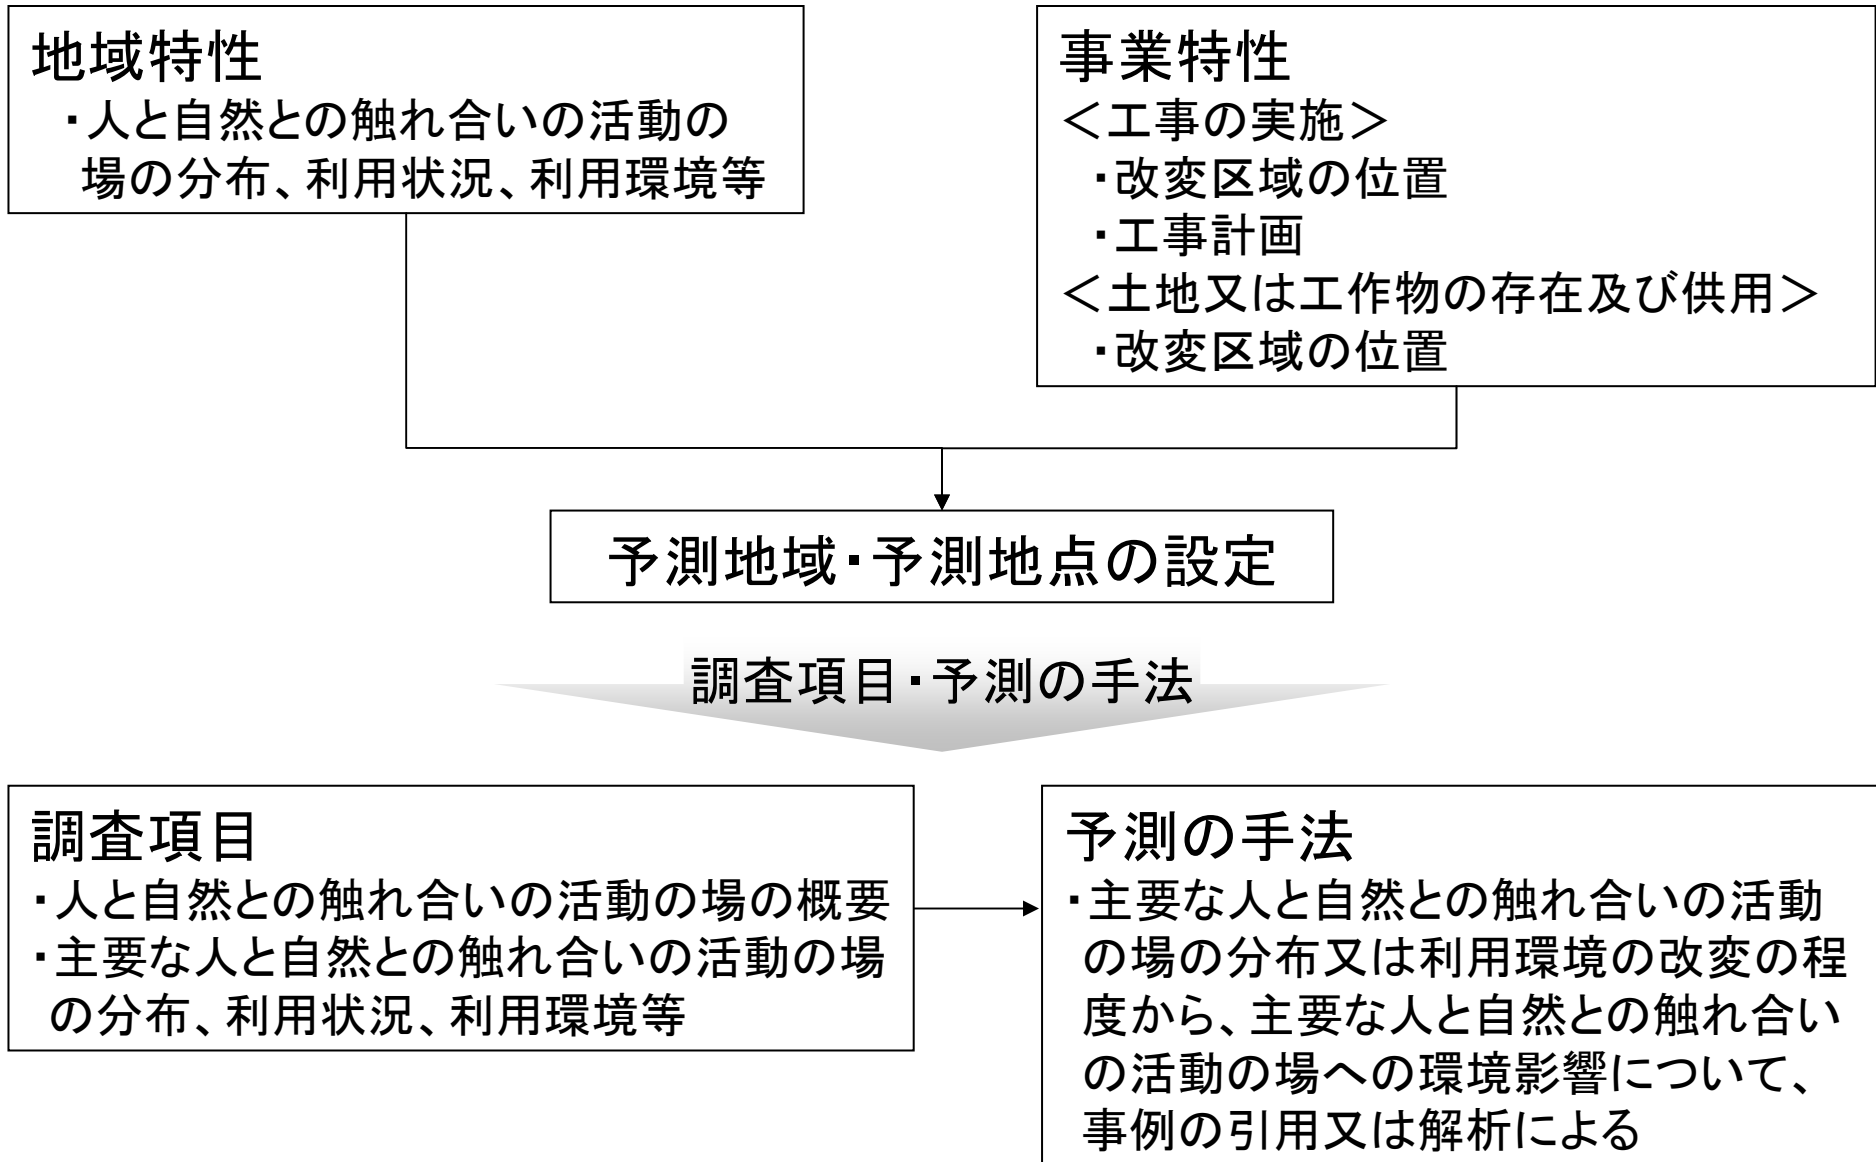 地域特性
・人と自然との触れ合いの活動の
場の分布、利用状況、利用環境等
事業特性
＜工事の実施＞
・改変区域の位置
・工事計画
＜土地又は工作物の存在及び供用＞
・改変区域の位置
予測地域・予測地点の設定
調査項目・予測の手法
調査項目
・人と自然との触れ合いの活動の場の概要
・主要な人と自然との触れ合いの活動の場
の分布、利用状況、利用環境等
予測の手法
・主要な人と自然との触れ合いの活動
の場の分布又は利用環境の改変の程
度から、主要な人と自然との触れ合い
の活動の場への環境影響について、
事例の引用又は解析による